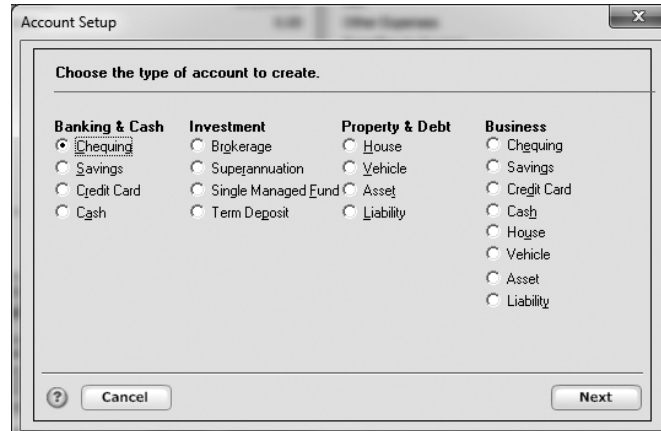 Account Setup
Other Expenses
Choose the type of account to create.
Banking & Cash
Chequing
Savings
Credit Card
Cash
Investment
Brokerage
Superannuation
Single Managed Fund
Term Deposit
Property & Debt
House
Vehicle
Asset
Liability
Business
Chequing
Savings
Credit Card
Cash
House
Vehicle
Asset
Liability
? Cancel
Next